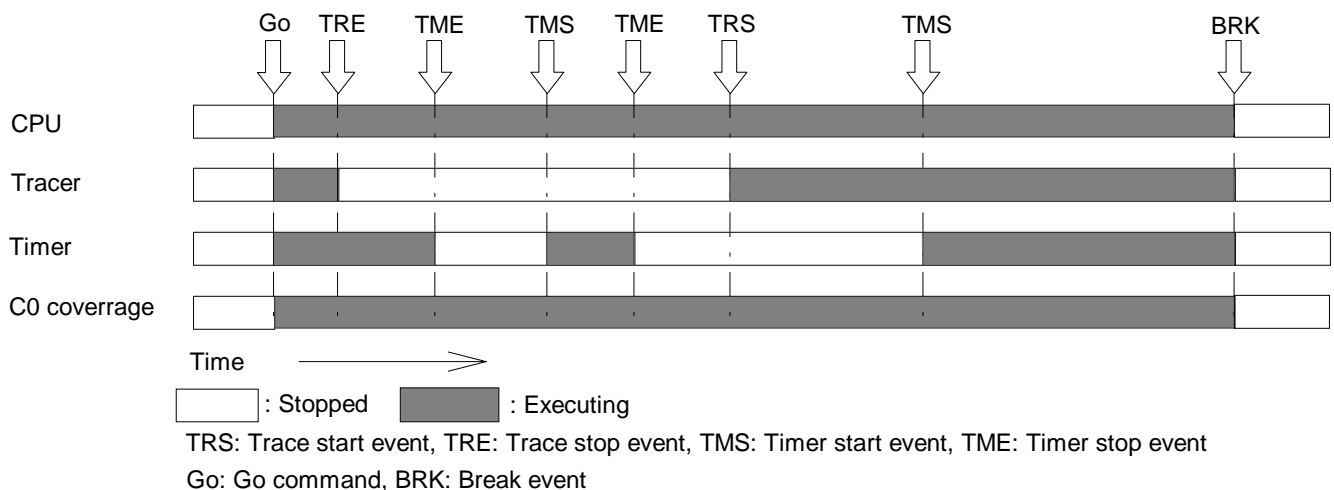 Go TRE TME TMS TME TRS TMS BRK
CPU
Tracer
Timer
C0 coverrage
Time
: Stopped : Executing
TRS: Trace start event, TRE: Trace stop event, TMS: Timer start event, TME: Timer stop event
Go: Go command, BRK: Break event